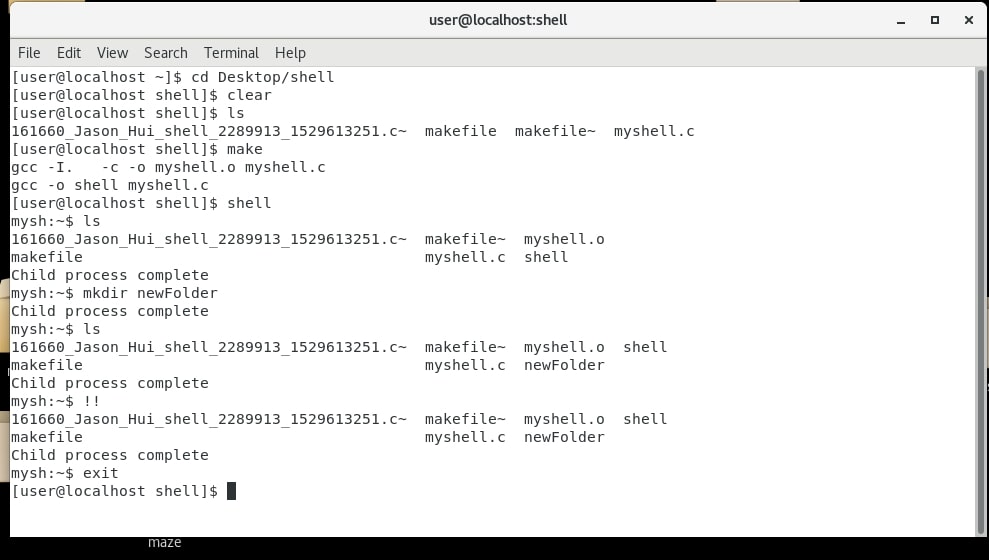 user@localhost:shell
File Edit View Search Terminal Help
[user@localhost ~]$ cd Desktop/shell
[user@localhost shell]$ clear
[user@localhost shell]$ ls
161660_Jason_Hui_shell_2289913_1529613251.c~  makefile  makefile~  myshell.c
[user@localhost shell]$ make
gcc -I.   -c -o myshell.o myshell.c
gcc -o shell myshell.c
[user@localhost shell]$ shell
mysh:~$ ls
161660_Jason_Hui_shell_2289913_1529613251.c~  makefile~  myshell.o
makefile                                      myshell.c  shell
Child process complete
mysh:~$ mkdir newFolder
Child process complete
mysh:~$ ls
161660_Jason_Hui_shell_2289913_1529613251.c~  makefile~  myshell.o  shell
makefile                                      myshell.c  newFolder
Child process complete
mysh:~$ !!
161660_Jason_Hui_shell_2289913_1529613251.c~  makefile~  myshell.o  shell
makefile                                      myshell.c  newFolder
Child process complete
mysh:~$ exit
[user@localhost shell]$
maze